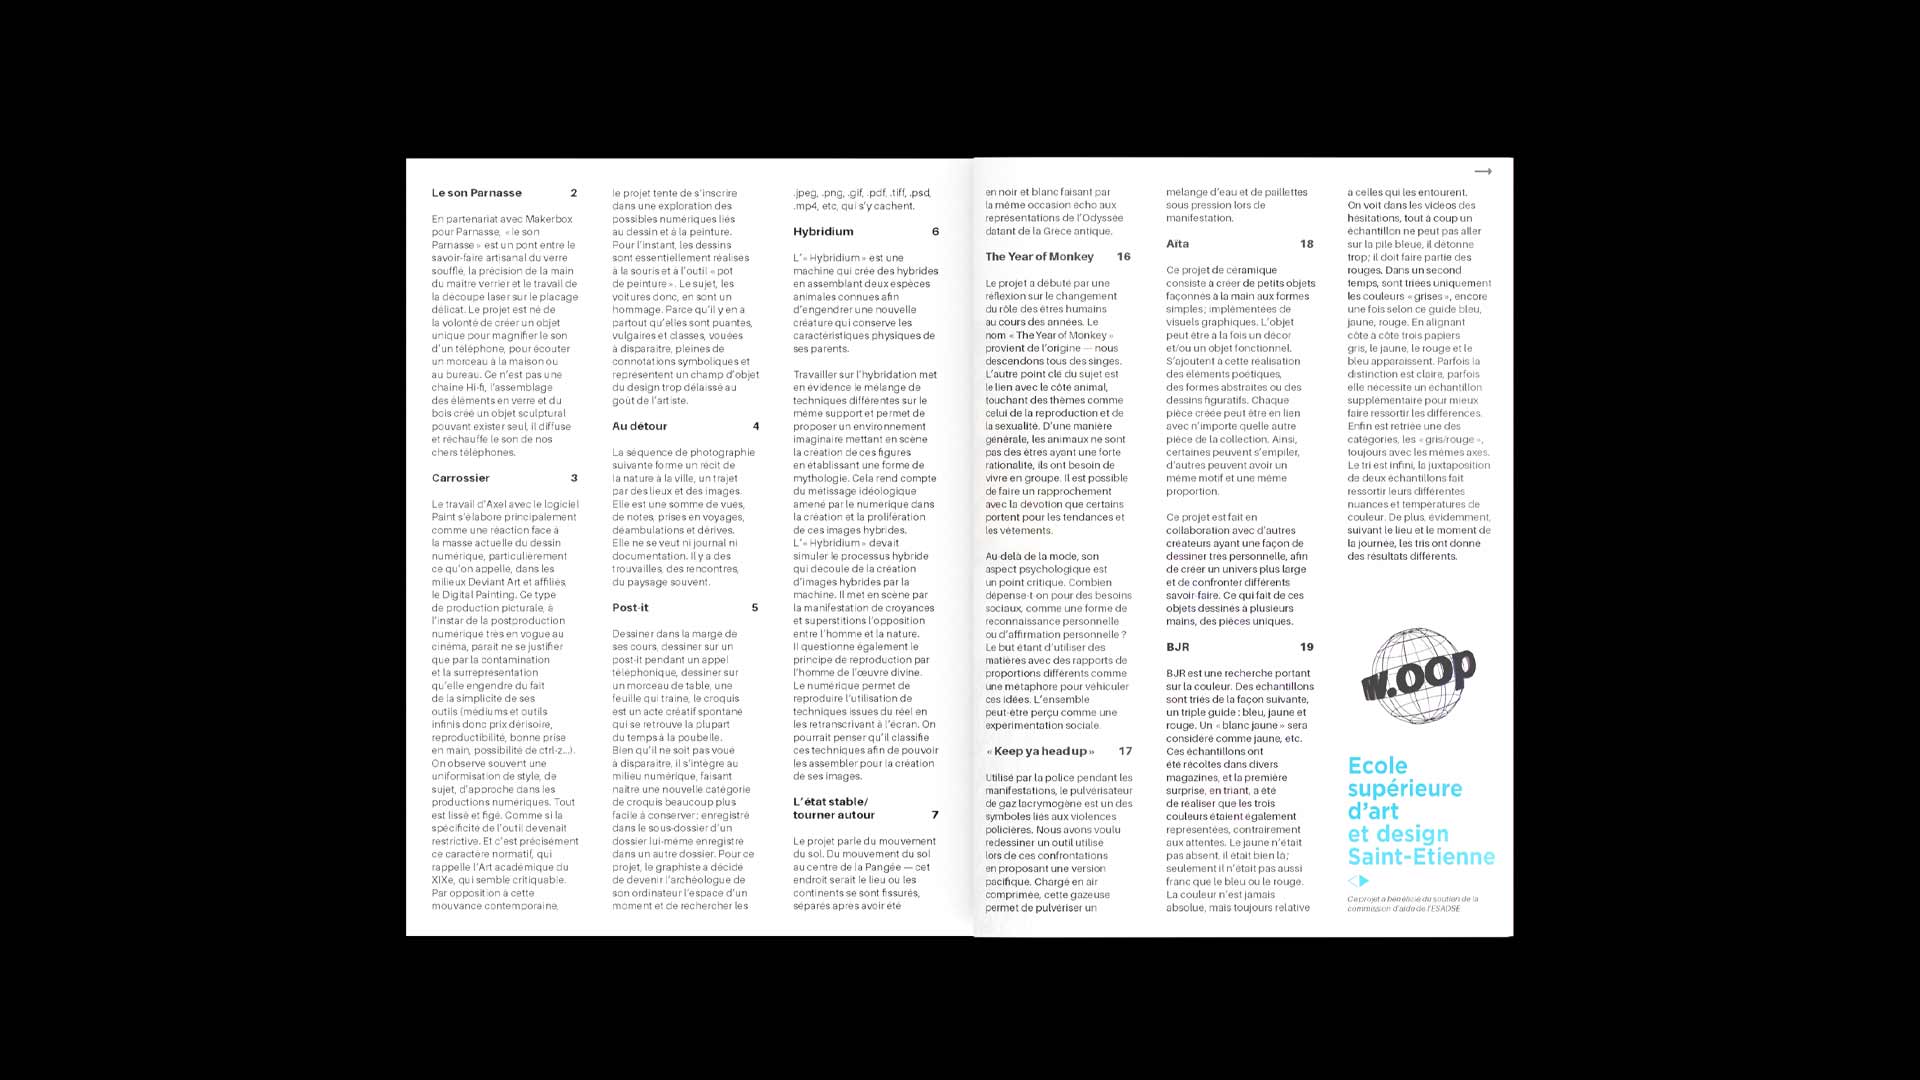 Le son Parnasse 2
En partenariat avec Makerbox
pour Parnasse, « le son
Parnasse » est un pont entre le
savoir-faire artisanal du verre
soufflé, la précision de la main
du maître verrier et le travail de
la découpe laser sur le placage
délicat. Le projet est né de
la volonté de créer un objet
unique pour magnifier le son
d'un téléphone, pour écouter
un morceau à la maison ou
au bureau. Ce n'est pas une
chaîne Hi-fi, l'assemblage
des éléments en verre et du
bois crée un objet sculptural
pouvant exister seul, il diffuse
et réchauffe le son de nos
chers téléphones.
Carrossier 3
Le travail d'Axel avec le logiciel
Paint s'élabore principalement
comme une réaction face à
la masse actuelle du dessin
numérique, particulièrement
ce qu'on appelle, dans les
milieux Deviant Art et affiliés,
le Digital Painting. Ce type
de production picturale, à
l'instar de la postproduction
numérique très en vogue au
cinéma, paraît ne se justifier
que par la contamination
et la surreprésentation
qu'elle engendre du fait
de la simplicité de ses
outils (médiums et outils
infinis donc prix dérisoire,
reproductibilité, bonne prise
en main, possibilité de ctrl-z…).
On observe souvent une
uniformisation de style, de
sujet, d'approche dans les
productions numériques. Tout
est lissé et figé. Comme si la
spécificité de l'outil devenait
restrictive. Et c'est précisément
ce caractère normatif, qui
rappelle l'Art académique du
XIXe, qui semble critiquable.
Par opposition à cette
mouvance contemporaine,
le projet tente de s'inscrire
dans une exploration des
possibles numériques liés
au dessin et à la peinture.
Pour l'instant, les dessins
sont essentiellement réalisés
à la souris et à l'outil « pot
de peinture ». Le sujet, les
voitures donc, en sont un
hommage. Parce qu'il y en a
partout qu'elles sont puantes,
vulgaires et classes, vouées
à disparaître, pleines de
connotations symboliques et
représentent un champ d'objet
du design trop délaissé au
goût de l'artiste.
Au détour 4
La séquence de photographie
suivante forme un récit de
la nature à la ville, un trajet
par des lieux et des images.
Elle est une somme de vues,
de notes, prises en voyages,
déambulations et dérives.
Elle ne se veut ni journal ni
documentation. Il y a des
trouvailles, des rencontres,
du paysage souvent.
Post-it 5
Dessiner dans la marge de
ses cours, dessiner sur un
post-it pendant un appel
téléphonique, dessiner sur
un morceau de table, une
feuille qui traîne, le croquis
est un acte créatif spontané
qui se retrouve la plupart
du temps à la poubelle.
Bien qu'il ne soit pas voué
à disparaître, il s'intègre au
milieu numérique, faisant
naître une nouvelle catégorie
de croquis beaucoup plus
facile à conserver ; enregistré
dans le sous-dossier d'un
dossier lui-même enregistré
dans un autre dossier. Pour ce
projet, le graphiste a décidé
de devenir l'archéologue de
son ordinateur l'espace d'un
moment et de rechercher les
.jpeg, .png, .gif, .pdf, .tiff, .psd,
.mp4, etc, qui s'y cachent.
Hybridium 6
L'« Hybridium » est une
machine qui crée des hybrides
en assemblant deux espèces
animales connues afin
d'engendrer une nouvelle
créature qui conserve les
caractéristiques physiques de
ses parents.
Travailler sur l'hybridation met
en évidence le mélange de
techniques différentes sur le
même support et permet de
proposer un environnement
imaginaire mettant en scène
la création de ces figures
en établissant une forme de
mythologie. Cela rend compte
du métissage idéologique
amené par le numérique dans
la création et la prolifération
de ces images hybrides.
L'« Hybridium » devait
simuler le processus hybride
qui découle de la création
d'images hybrides par la
machine. Il met en scène par
la manifestation de croyances
et superstitions l'opposition
entre l'homme et la nature.
Il questionne également le
principe de reproduction par
l'homme de l'œuvre divine.
Le numérique permet de
reproduire l'utilisation de
techniques issues du réel en
les retranscrivant à l'écran. On
pourrait penser qu'il classifie
ces techniques afin de pouvoir
les assembler pour la création
de ses images.
L'état stable/
tourner autour 7
Le projet parle du mouvement
du sol. Du mouvement du sol
au centre de la Pangée — cet
endroit serait le lieu ou les
continents se sont fissurés,
séparés après avoir été
→
en noir et blanc faisant par
la même occasion écho aux
représentations de l'Odyssée
datant de la Grèce antique.
The Year of Monkey 16
Le projet a débuté par une
réflexion sur le changement
du rôle des êtres humains
au cours des années. Le
nom « The Year of Monkey »
provient de l'origine — nous
descendons tous des singes.
L'autre point clé du sujet est
le lien avec le côté animal,
touchant des thèmes comme
celui de la reproduction et de
la sexualité. D'une manière
générale, les animaux ne sont
pas des êtres ayant une forte
rationalité, ils ont besoin de
vivre en groupe. Il est possible
de faire un rapprochement
avec la dévotion que certains
portent pour les tendances et
les vêtements.
Au-delà de la mode, son
aspect psychologique est
un point critique. Combien
dépense-t-on pour des besoins
sociaux, comme une forme de
reconnaissance personnelle
ou d'affirmation personnelle ?
Le but étant d'utiliser des
matières avec des rapports de
proportions différents comme
une métaphore pour véhiculer
ces idées. L'ensemble
peut-être perçu comme une
expérimentation sociale.
« Keep ya head up » 17
Utilisé par la police pendant les
manifestations, le pulvérisateur
de gaz lacrymogène est un des
symboles liés aux violences
policières. Nous avons voulu
redessiner un outil utilisé
lors de ces confrontations
en proposant une version
pacifique. Chargé en air
comprimé, cette gazeuse
permet de pulvériser un
mélange d'eau et de paillettes
sous pression lors de
manifestation.
Aïta 18
Ce projet de céramique
consiste à créer de petits objets
façonnés à la main aux formes
simples ; implémentées de
visuels graphiques. L'objet
peut être à la fois un décor
et/ou un objet fonctionnel.
S'ajoutent à cette réalisation
des éléments poétiques,
des formes abstraites ou des
dessins figuratifs. Chaque
pièce créée peut être en lien
avec n'importe quelle autre
pièce de la collection. Ainsi,
certaines peuvent s'empiler,
d'autres peuvent avoir un
même motif et une même
proportion.
Ce projet est fait en
collaboration avec d'autres
créateurs ayant une façon de
dessiner très personnelle, afin
de créer un univers plus large
et de confronter différents
savoir-faire. Ce qui fait de ces
objets dessinés à plusieurs
mains, des pièces uniques.
BJR 19
BJR est une recherche portant
sur la couleur. Des échantillons
sont triés de la façon suivante,
un triple guide : bleu, jaune et
rouge. Un « blanc jaune » sera
considéré comme jaune, etc.
Ces échantillons ont
été récoltés dans divers
magazines, et la première
surprise, en triant, a été
de réaliser que les trois
couleurs étaient également
représentées, contrairement
aux attentes. Le jaune n'était
pas absent, il était bien là ;
seulement il n'était pas aussi
franc que le bleu ou le rouge.
La couleur n'est jamais
absolue, mais toujours relative
à celles qui les entourent.
On voit dans les vidéos des
hésitations, tout à coup un
échantillon ne peut pas aller
sur la pile bleue, il détonne
trop ; il doit faire partie des
rouges. Dans un second
temps, sont triées uniquement
les couleurs « grises », encore
une fois selon ce guide bleu,
jaune, rouge. En alignant
côte à côte trois papiers
gris, le jaune, le rouge et le
bleu apparaissent. Parfois la
distinction est claire, parfois
elle nécessite un échantillon
supplémentaire pour mieux
faire ressortir les différences.
Enfin est retriée une des
catégories, les « gris/rouge »,
toujours avec les mêmes axes.
Le tri est infini, la juxtaposition
de deux échantillons fait
ressortir leurs différentes
nuances et températures de
couleur. De plus, évidemment,
suivant le lieu et le moment de
la journée, les tris ont donné
des résultats différents.
w.oop
Ecole
supérieure
d'art
et design
Saint-Etienne
Ce projet a bénéficié du soutien de la
commission d'aide de l'ESADSE.